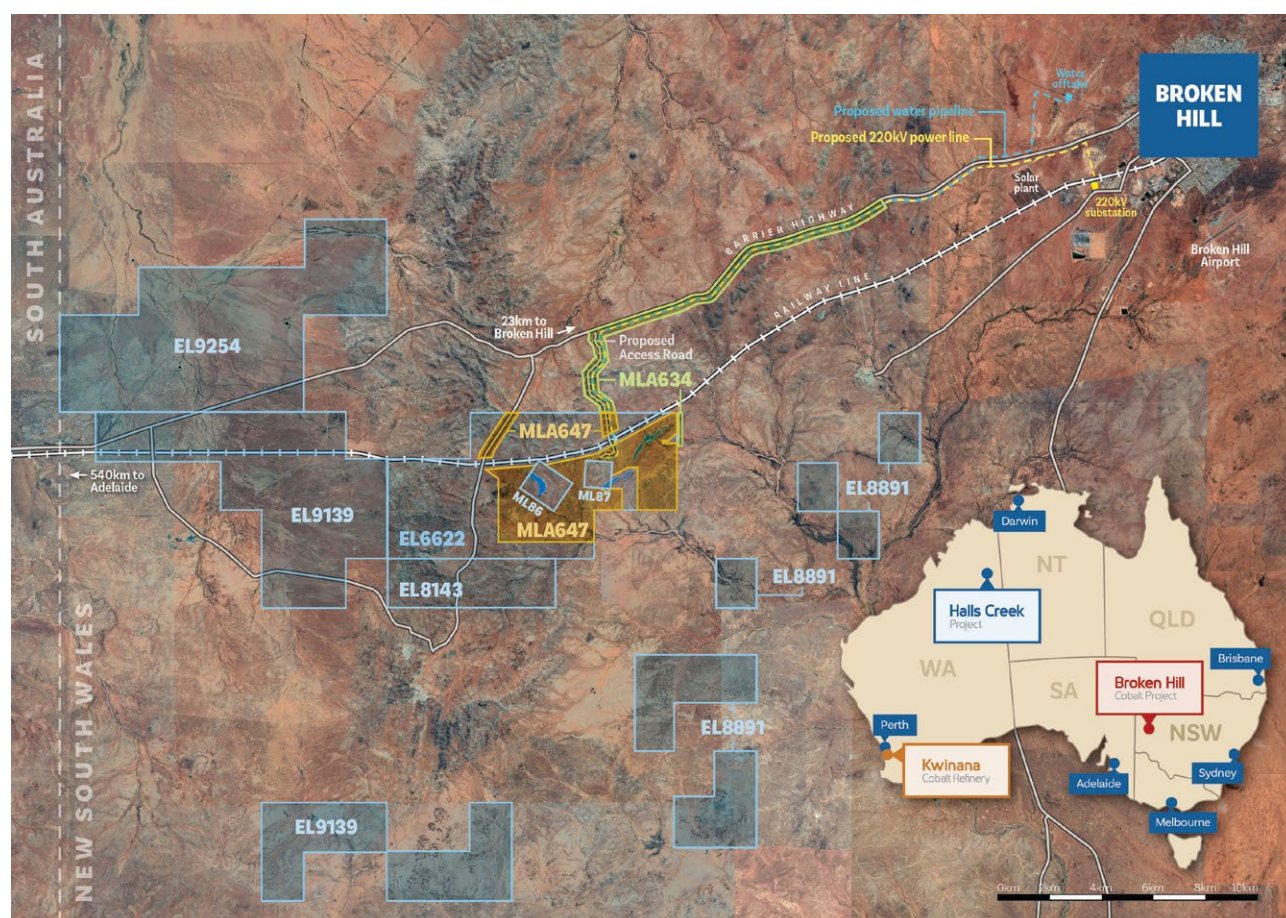 SOUTH AUSTRALIA
NEW SOUTH WALES
BROKEN
HILL
Water
offtake
Proposed water pipeline
Proposed 220kV power line
Solar
plant
220kV
substation
Broken Hill
Airport
BARRIER HIGHWAY
RAILWAY LINE
23km to
Broken Hill
Proposed
Access Road
MLA634
EL9254
MLA647
540km to
Adelaide
ML86
ML87
MLA647
EL9139
EL6622
EL8143
EL8891
EL8891
EL8891
EL9139
Darwin
NT
Halls Creek
Project
QLD
WA
Brisbane
SA
Broken Hill
Cobalt Project
NSW
Perth
Kwinana
Cobalt Refinery
Adelaide
Sydney
Melbourne
0km 2km 4km 6km 8km 10km